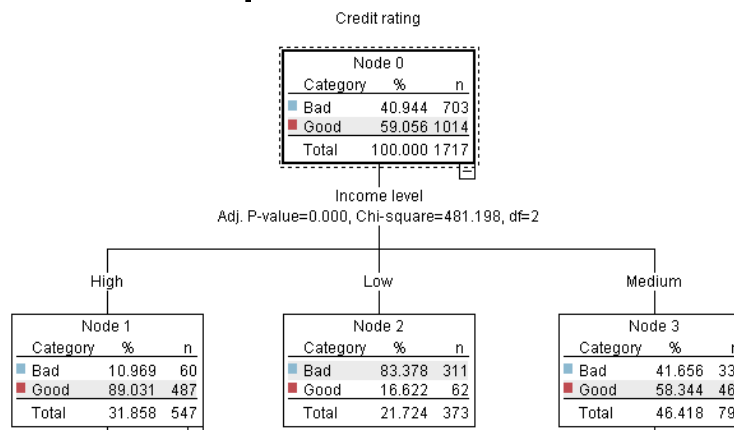 Credit rating
Node 0
Category % n
Bad 40.944 703
Good 59.056 1014
Total 100.000 1717
Income level
Adj. P-value=0.000, Chi-square=481.198, df=2
High Low Medium
Node 1 Node 2 Node 3
Category % n Category % n Category %
Bad 10.969 60 Bad 83.378 311 Bad 41.656
Good 89.031 487 Good 16.622 62 Good 58.344
Total 31.858 547 Total 21.724 373 Total 46.418